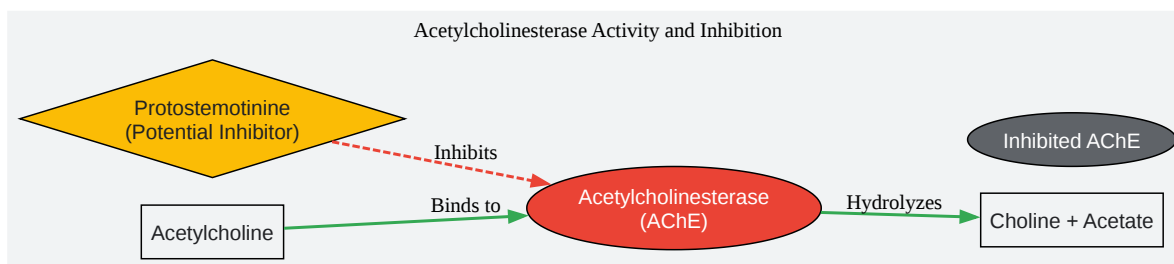 Acetylcholinesterase Activity and Inhibition
Protostemotinine
(Potential Inhibitor)
Inhibits
Inhibited AChE
Acetylcholine
Binds to
Acetylcholinesterase
(AChE)
Hydrolyzes
Choline + Acetate